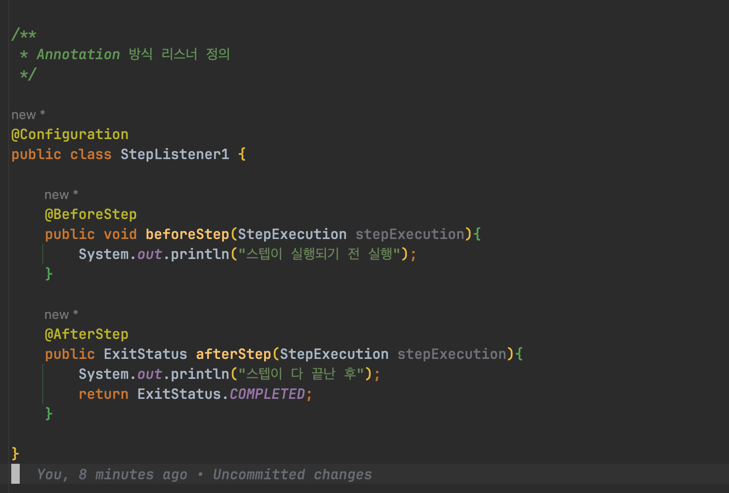 /**
 * Annotation 방식 리스너 정의
 */
new *
@Configuration
public class StepListener1 {
new *
@BeforeStep
public void beforeStep(StepExecution stepExecution){
System.out.println("스텝이 실행되기 전 실행");
}
new *
@AfterStep
public ExitStatus afterStep(StepExecution stepExecution){
System.out.println("스텝이 다 끝난 후");
return ExitStatus.COMPLETED;
}
}
You, 8 minutes ago • Uncommitted changes